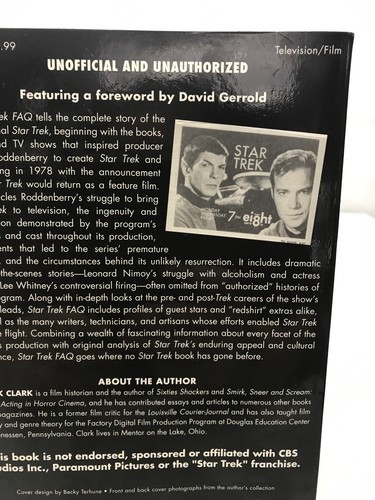 .99
Television/Film
UNOFFICIAL AND UNAUTHORIZED
Featuring a foreword by David Gerrold
ek FAQ tells the complete story of the
al Star Trek, beginning with the books,
nd TV shows that inspired producer
oddenberry to create Star Trek and
ng in 1978 with the announcement
r Trek would return as a feature film.
icles Roddenberry's struggle to bring
ek to television, the ingenuity and
ion demonstrated by the program's
s and cast throughout its production,
ents that led to the series' premature
, and the circumstances behind its unlikely resurrection. It includes dramatic
the-scenes stories—Leonard Nimoy's struggle with alcoholism and actress
Lee Whitney's controversial firing—often omitted from "authorized" histories of
ogram. Along with in-depth looks at the pre- and post-Trek careers of the show's
leads, Star Trek FAQ includes profiles of guest stars and "redshirt" extras alike,
l as the many writers, technicians, and artisans whose efforts enabled Star Trek
e flight. Combining a wealth of fascinating information about every facet of the
s production with original analysis of Star Trek's enduring appeal and cultural
nce, Star Trek FAQ goes where no Star Trek book has gone before.
STAR
TREK
7 PM eight
ABOUT THE AUTHOR
K CLARK is a film historian and the author of Sixties Shockers and Smirk, Sneer and Scream:
Acting in Horror Cinema, and he has contributed essays and articles to numerous other books
magazines. He is a former film critic for the Louisville Courier-Journal and has also taught film
y and genre theory for the Factory Digital Film Production Program at Douglas Education Center
nessen, Pennsylvania. Clark lives in Mentor on the Lake, Ohio.
is book is not endorsed, sponsored or affiliated with CBS
dios Inc., Paramount Pictures or the "Star Trek" franchise.
Cover design by Becky Terhune • Front and back cover photographs from the author's collection